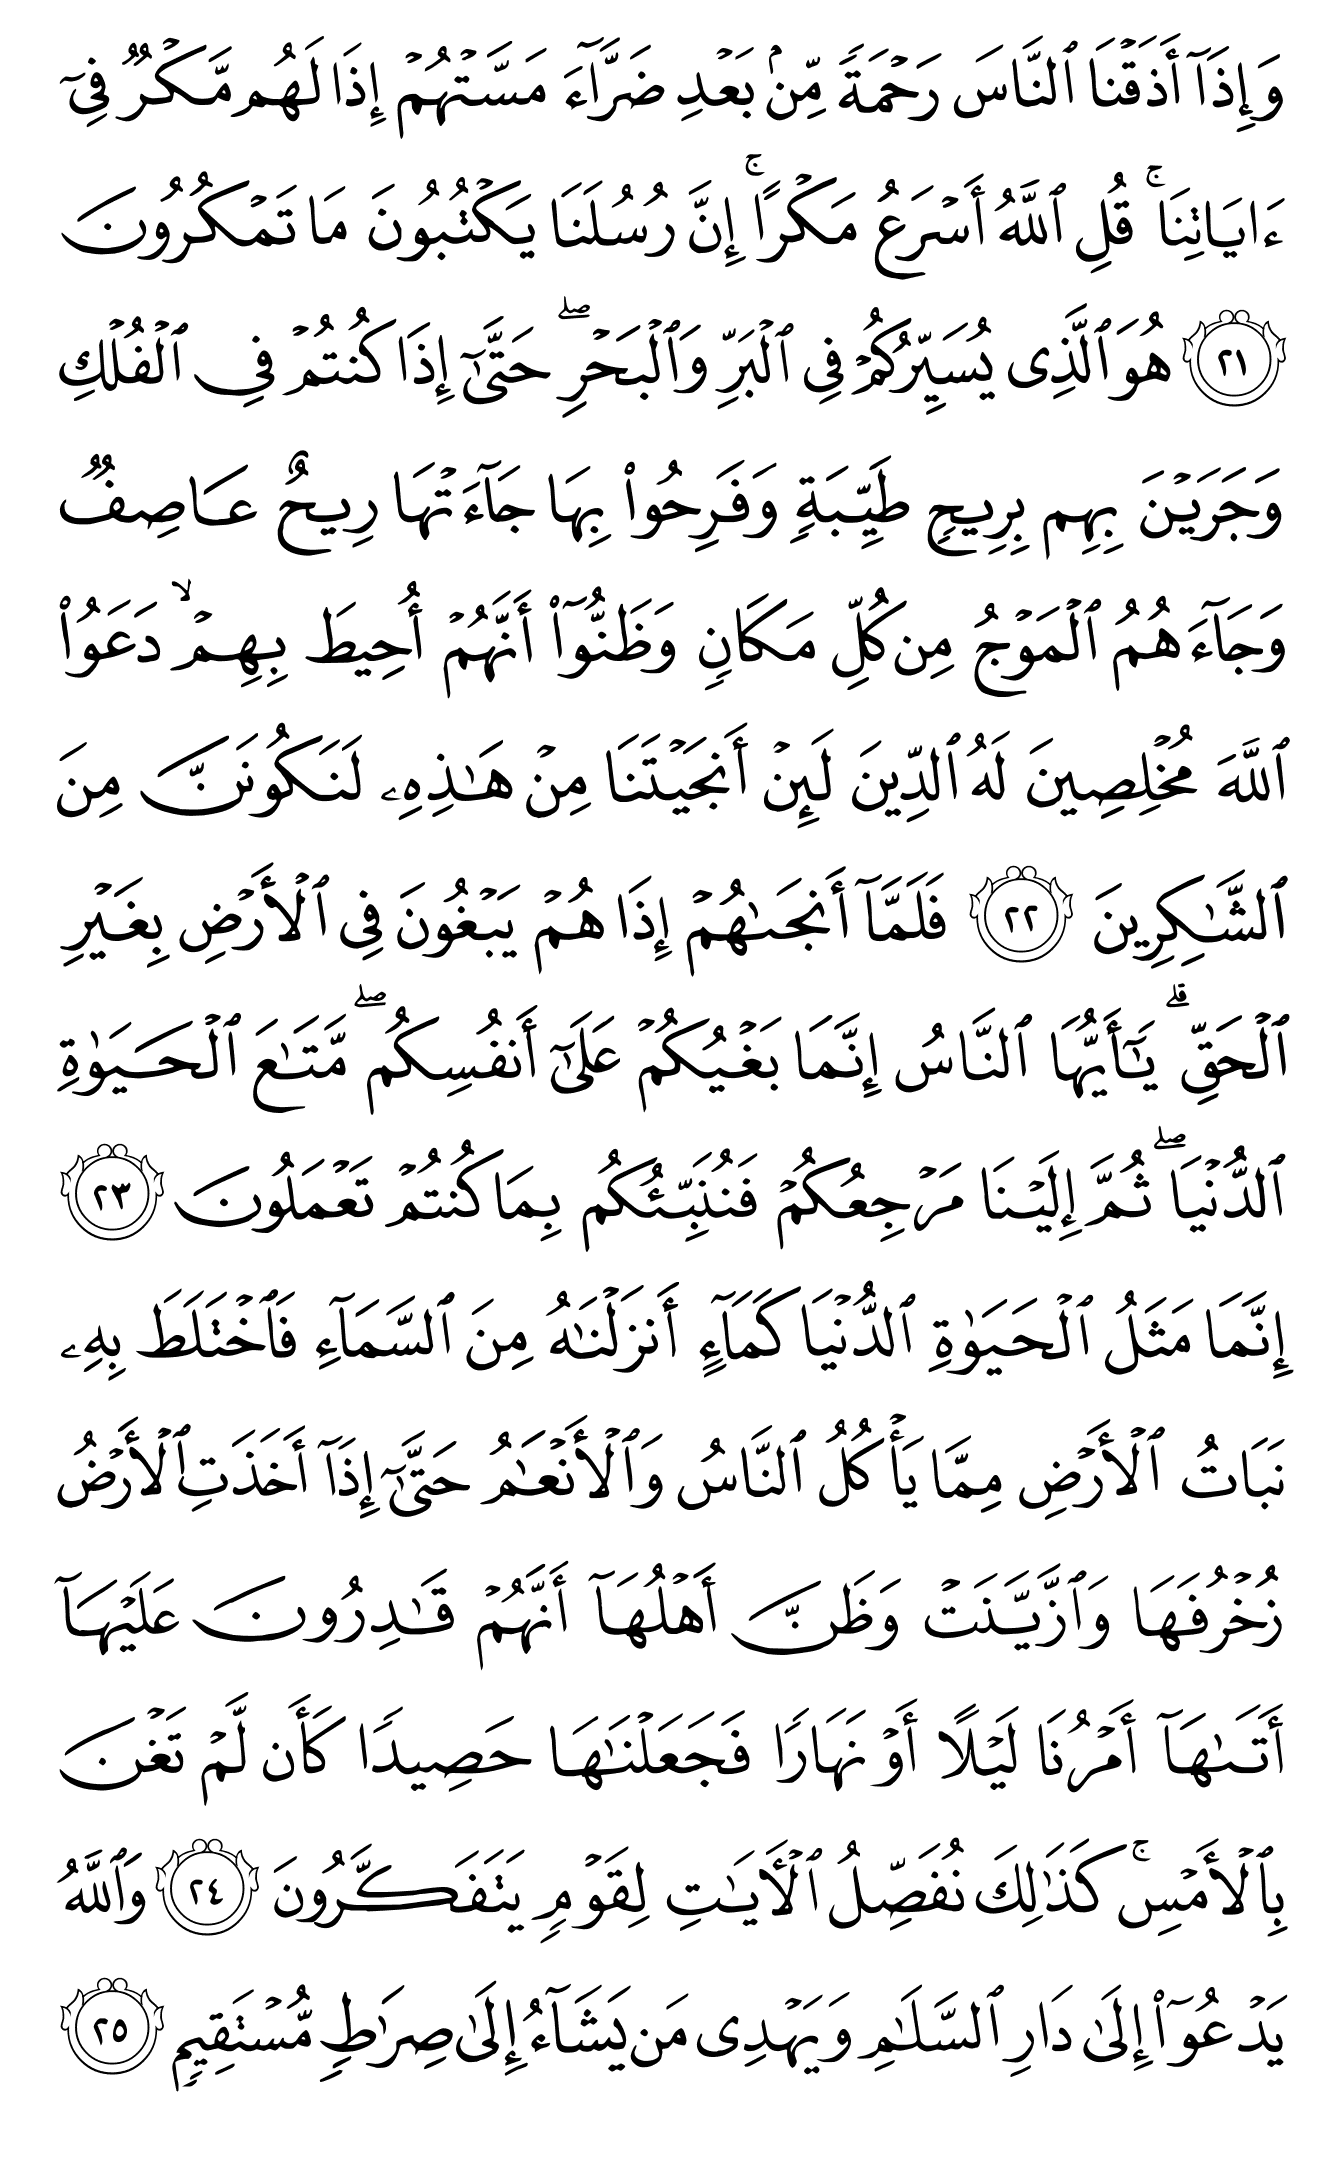 وَإِذَآ أَذَقۡنَا ٱلنَّاسَ رَحۡمَةٗ مِّنۢ بَعۡدِ ضَرَّآءَ مَسَّتۡهُمۡ إِذَا لَهُم مَّكۡرٞ فِيٓ
ءَايَاتِنَاۚ قُلِ ٱللَّهُ أَسۡرَعُ مَكۡرًاۚ إِنَّ رُسُلَنَا يَكۡتُبُونَ مَا تَمۡكُرُونَ
٢١ هُوَ ٱلَّذِي يُسَيِّرُكُمۡ فِي ٱلۡبَرِّ وَٱلۡبَحۡرِۖ حَتَّىٰٓ إِذَا كُنتُمۡ فِي ٱلۡفُلۡكِ
وَجَرَيۡنَ بِهِم بِرِيحٖ طَيِّبَةٖ وَفَرِحُواْ بِهَا جَآءَتۡهَا رِيحٌ عَاصِفٞ
وَجَآءَهُمُ ٱلۡمَوۡجُ مِن كُلِّ مَكَانٖ وَظَنُّوٓاْ أَنَّهُمۡ أُحِيطَ بِهِمۡۙ دَعَوُاْ
ٱللَّهَ مُخۡلِصِينَ لَهُ ٱلدِّينَ لَئِنۡ أَنجَيۡتَنَا مِنۡ هَٰذِهِۦ لَنَكُونَنَّ مِنَ
ٱلشَّٰكِرِينَ ٢٢ فَلَمَّآ أَنجَىٰهُمۡ إِذَا هُمۡ يَبۡغُونَ فِي ٱلۡأَرۡضِ بِغَيۡرِ
ٱلۡحَقِّۗ يَٰٓأَيُّهَا ٱلنَّاسُ إِنَّمَا بَغۡيُكُمۡ عَلَىٰٓ أَنفُسِكُمۖ مَّتَٰعَ ٱلۡحَيَوٰةِ
ٱلدُّنۡيَاۖ ثُمَّ إِلَيۡنَا مَرۡجِعُكُمۡ فَنُنَبِّئُكُم بِمَا كُنتُمۡ تَعۡمَلُونَ ٢٣
إِنَّمَا مَثَلُ ٱلۡحَيَوٰةِ ٱلدُّنۡيَا كَمَآءٍ أَنزَلۡنَٰهُ مِنَ ٱلسَّمَآءِ فَٱخۡتَلَطَ بِهِۦ
نَبَاتُ ٱلۡأَرۡضِ مِمَّا يَأۡكُلُ ٱلنَّاسُ وَٱلۡأَنۡعَٰمُ حَتَّىٰٓ إِذَآ أَخَذَتِ ٱلۡأَرۡضُ
زُخۡرُفَهَا وَٱزَّيَّنَتۡ وَظَنَّ أَهۡلُهَآ أَنَّهُمۡ قَٰدِرُونَ عَلَيۡهَآ
أَتَىٰهَآ أَمۡرُنَا لَيۡلًا أَوۡ نَهَارٗا فَجَعَلۡنَٰهَا حَصِيدٗا كَأَن لَّمۡ تَغۡنَ
بِٱلۡأَمۡسِۚ كَذَٰلِكَ نُفَصِّلُ ٱلۡأٓيَٰتِ لِقَوۡمٖ يَتَفَكَّرُونَ ٢٤ وَٱللَّهُ
يَدۡعُوٓاْ إِلَىٰ دَارِ ٱلسَّلَٰمِ وَيَهۡدِي مَن يَشَآءُ إِلَىٰ صِرَٰطٖ مُّسۡتَقِيمٖ ٢٥